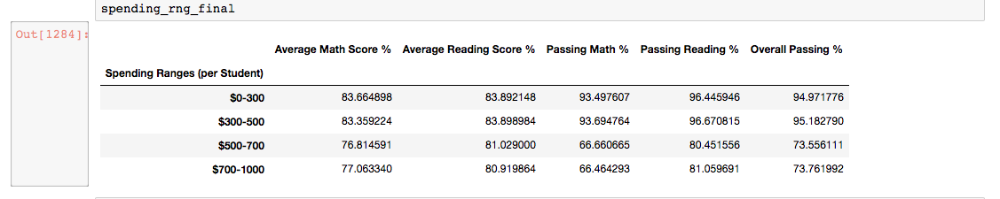 spending_rng_final
Out[1284]:
Average Math Score % Average Reading Score % Passing Math % Passing Reading % Overall Passing %
Spending Ranges (per Student)
$0-300 83.664898 83.892148 93.497607 96.445946 94.971776
$300-500 83.359224 83.898984 93.694764 96.670815 95.182790
$500-700 76.814591 81.029000 66.660665 80.451556 73.556111
$700-1000 77.063340 80.919864 66.464293 81.059691 73.761992